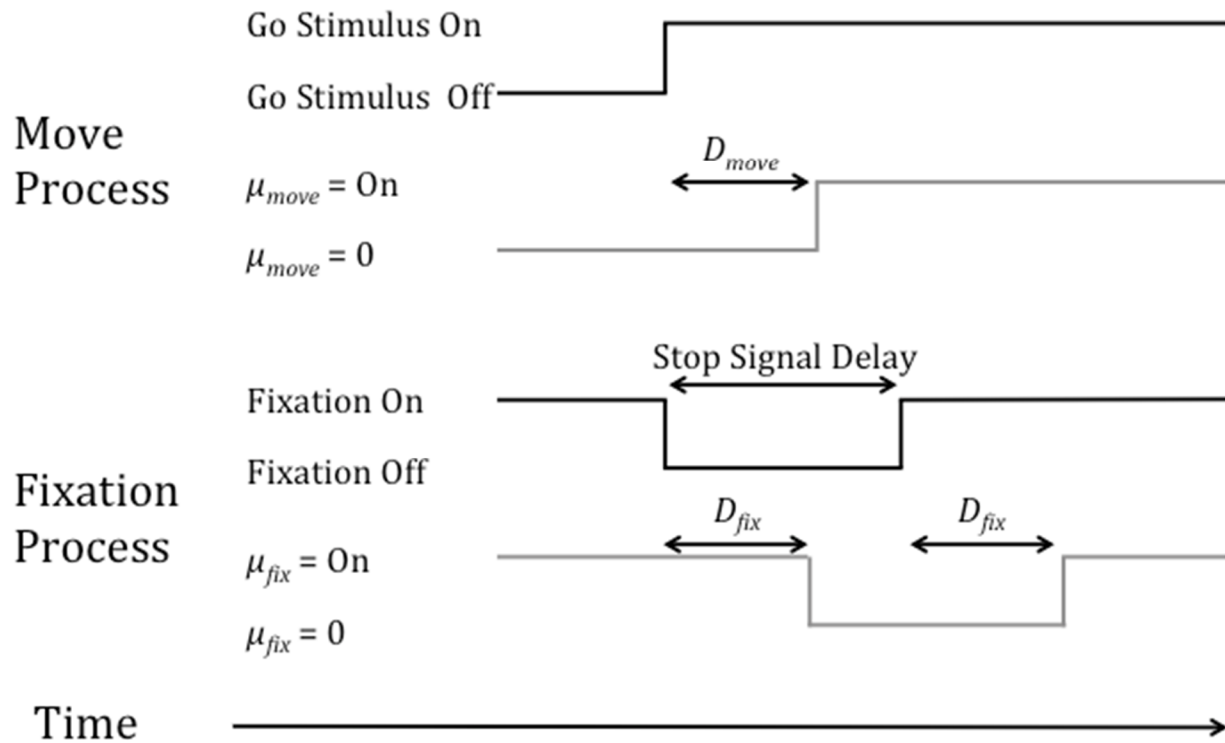 Go Stimulus On
Go Stimulus Off
Move
Process
D_move
μ_move = On
μ_move = 0
Stop Signal Delay
Fixation On
Fixation Off
Fixation
Process
D_fix
D_fix
μ_fix = On
μ_fix = 0
Time